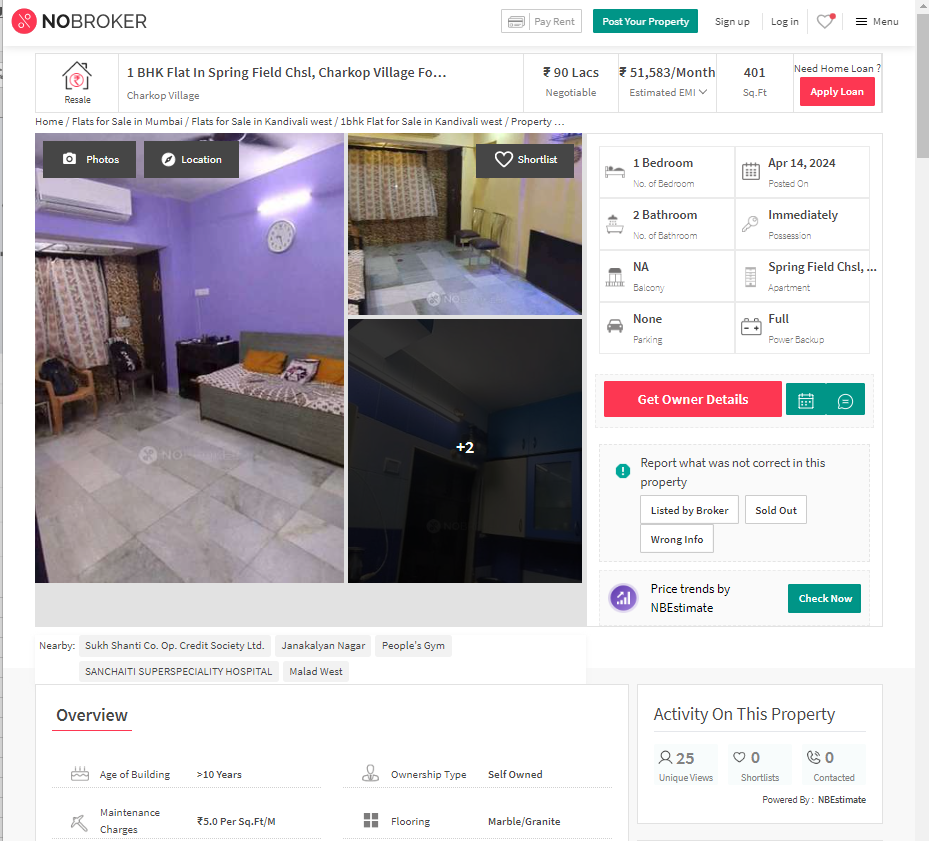 NOBROKER
Pay Rent
Post Your Property
Sign up
Log in
Menu
Resale
1 BHK Flat In Spring Field Chsl, Charkop Village Fo...
Charkop Village
₹ 90 Lacs
Negotiable
₹ 51,583/Month
Estimated EMI
401
Sq.Ft
Need Home Loan ?
Apply Loan
Home / Flats for Sale in Mumbai / Flats for Sale in Kandivali west / 1bhk Flat for Sale in Kandivali west / Property ...
Photos
Location
Shortlist
+2
1 Bedroom
No. of Bedroom
Apr 14, 2024
Posted On
2 Bathroom
No. of Bathroom
Immediately
Possession
NA
Balcony
Spring Field Chsl, ...
Apartment
None
Parking
Full
Power Backup
Get Owner Details
Report what was not correct in this
property
Listed by Broker
Sold Out
Wrong Info
Price trends by
NBEstimate
Check Now
Nearby:
Sukh Shanti Co. Op. Credit Society Ltd.
Janakalyan Nagar
People's Gym
SANCHAITI SUPERSPECIALITY HOSPITAL
Malad West
Overview
Age of Building
>10 Years
Ownership Type
Self Owned
Maintenance
Charges
₹5.0 Per Sq.Ft/M
Flooring
Marble/Granite
Activity On This Property
25
Unique Views
0
Shortlists
0
Contacted
Powered By : NBEstimate